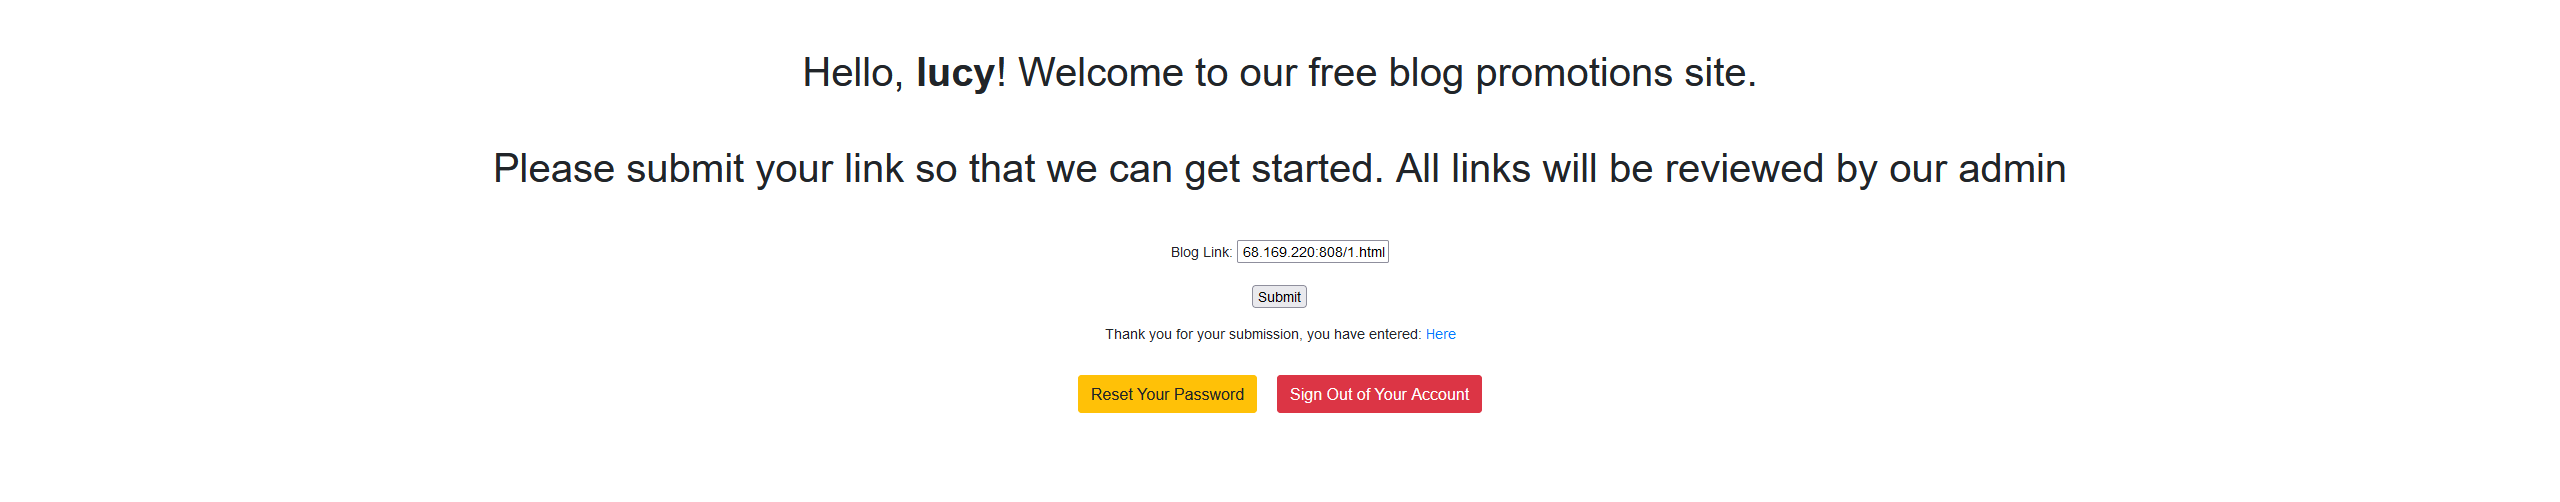 Hello, lucy! Welcome to our free blog promotions site.
Please submit your link so that we can get started. All links will be reviewed by our admin
Blog Link: 68.169.220:808/1.html
Submit
Thank you for your submission, you have entered: Here
Reset Your Password Sign Out of Your Account